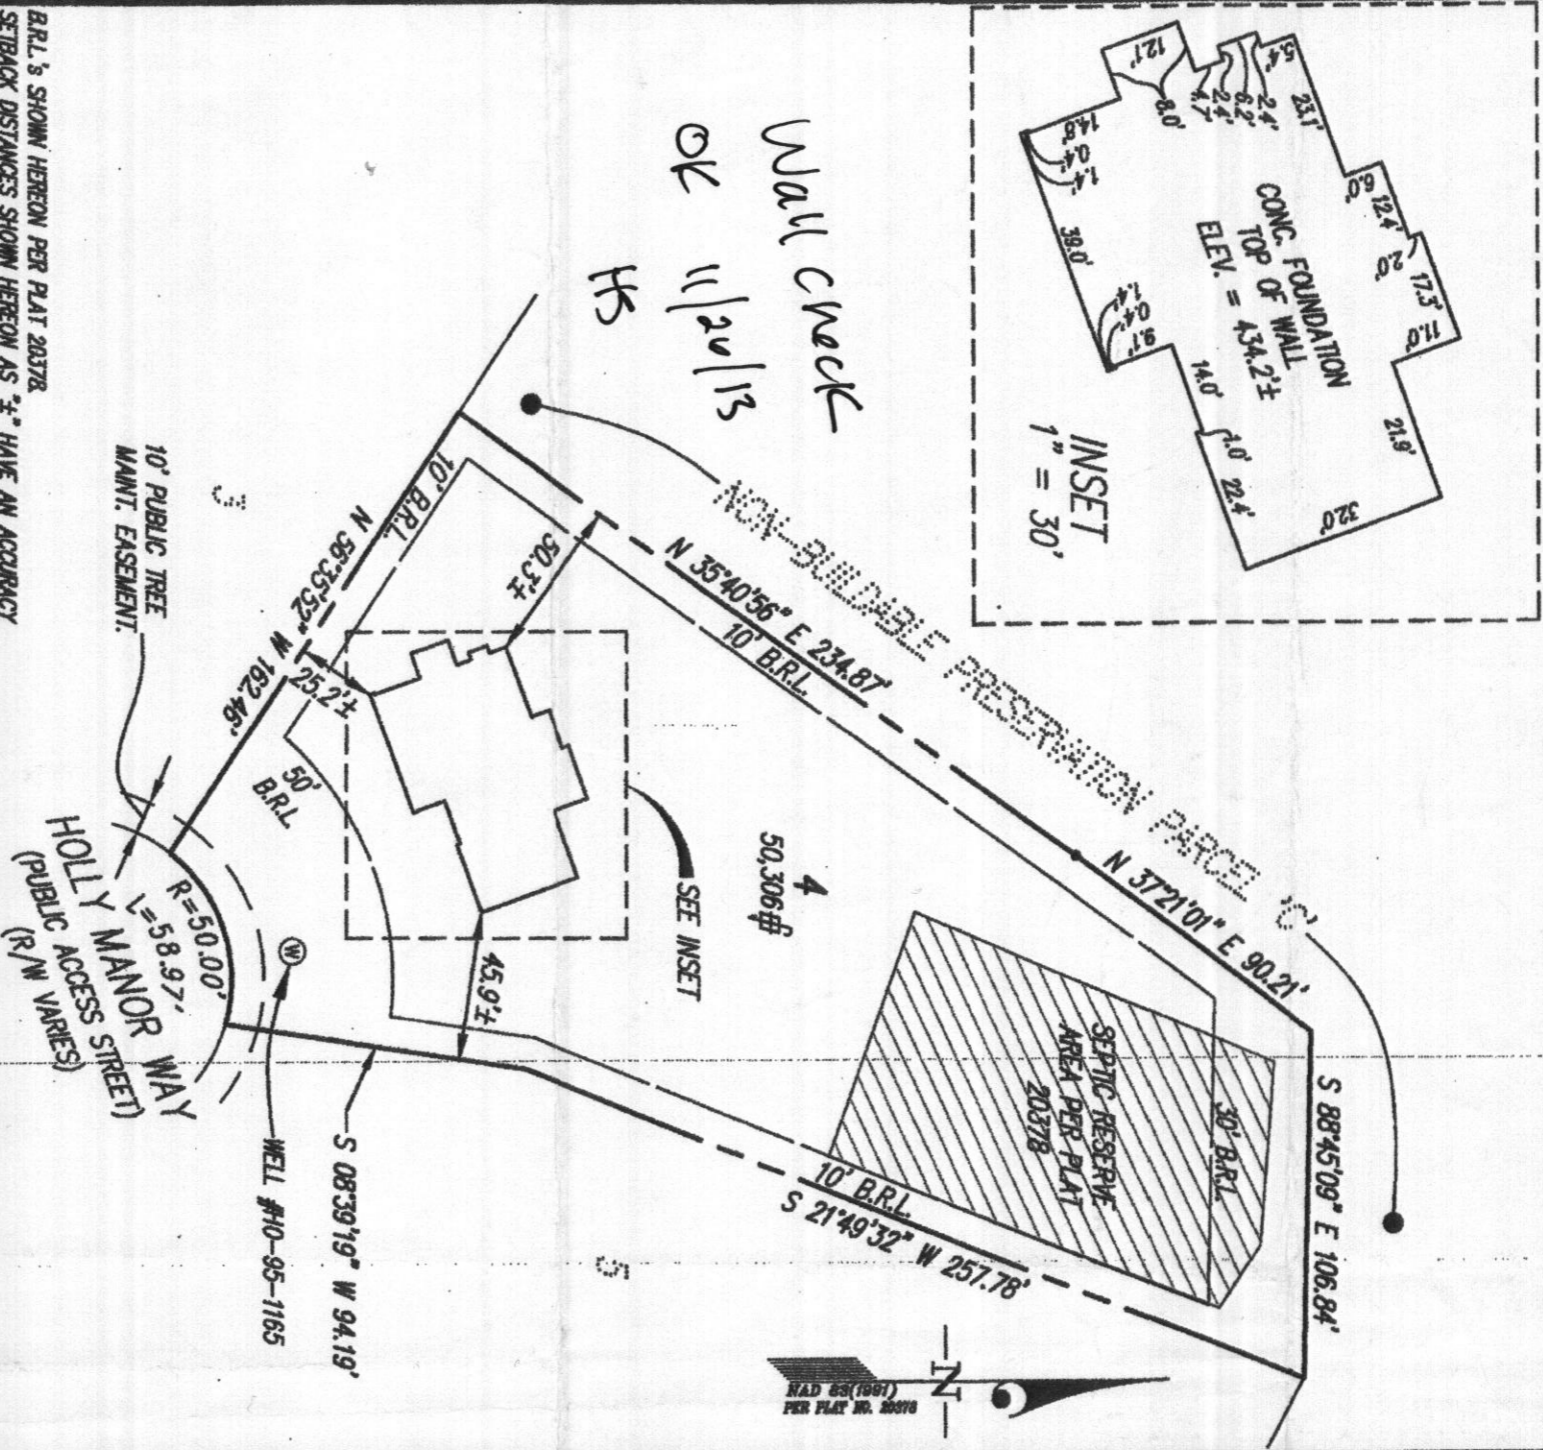 B.R.L.'s SHOWN HEREON PER PLAT 20378.
SETBACK DISTANCES SHOWN HEREON AS "±" HAVE AN ACCURACY
12.1'
8.0'
4.7'
2.4'
6.2'
2.4'
5.4'
23.1'
6.0'
12.4'
2.0'
17.3'
11.0'
21.9'
32.0'
22.4'
1.0'
14.0'
9.1'
0.4'
1.4'
39.0'
1.4'
0.4'
14.8'
CONC. FOUNDATION
TOP OF WALL
ELEV. = 434.2'±
INSET
1" = 30'
Wall Check
OK 11/26/13
HS
NON-BUILDABLE PRESERVATION PARCEL 'C'
N 35°40'56" E 234.87'
10' B.R.L.
N 37°21'01" E 90.21'
S 88°45'09" E 106.84'
30' B.R.L.
SEPTIC RESERVE
AREA PER PLAT
20378
10' B.R.L.
S 21°49'32" W 257.78'
4
50,306 #
SEE INSET
50.3'±
25.2'±
45.9'±
10' B.R.L.
N 56°35'52" W 162.46'
50'
B.R.L.
3
10' PUBLIC TREE
MAINT. EASEMENT.
R=50.00'
L=58.97'
HOLLY MANOR WAY
(PUBLIC ACCESS STREET)
(R/W VARIES)
W
WELL #HO-95-1165
S 08°39'19" W 94.19'
5
N
NAD 83(1991)
PER PLAT NO. 20378